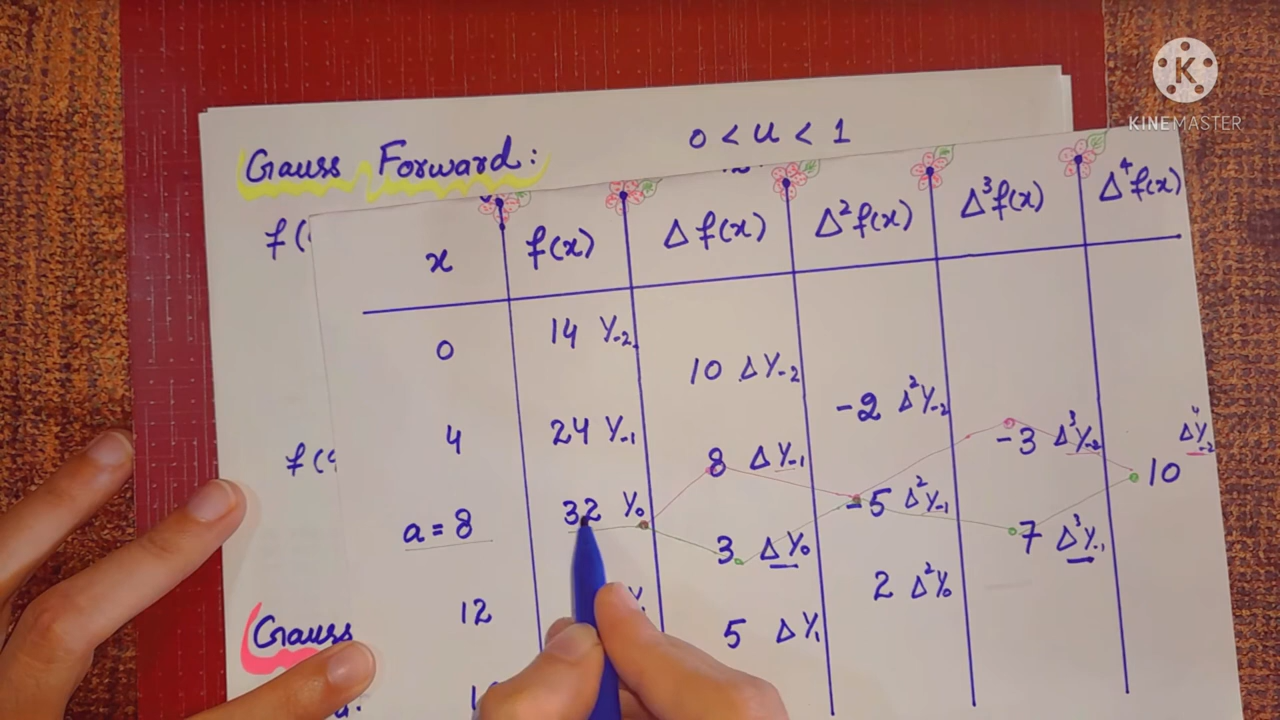 KINEMASTER
Gauss Forward: 0 < u < 1
f(
x f(x) Δf(x) Δ²f(x) Δ³f(x) Δ⁴f(x)
0 14 Y₋₂
10 ΔY₋₂
-2 Δ²Y₋₂
4 24 Y₋₁
-3 Δ³Y₋₂
f(
8 ΔY₋₁
10 Δ⁴Y₋₂
a = 8 32 Y₀
-5 Δ²Y₋₁
3 ΔY₀
7 Δ³Y₋₁
12
2 Δ²Y₀
Gauss
5 ΔY₁